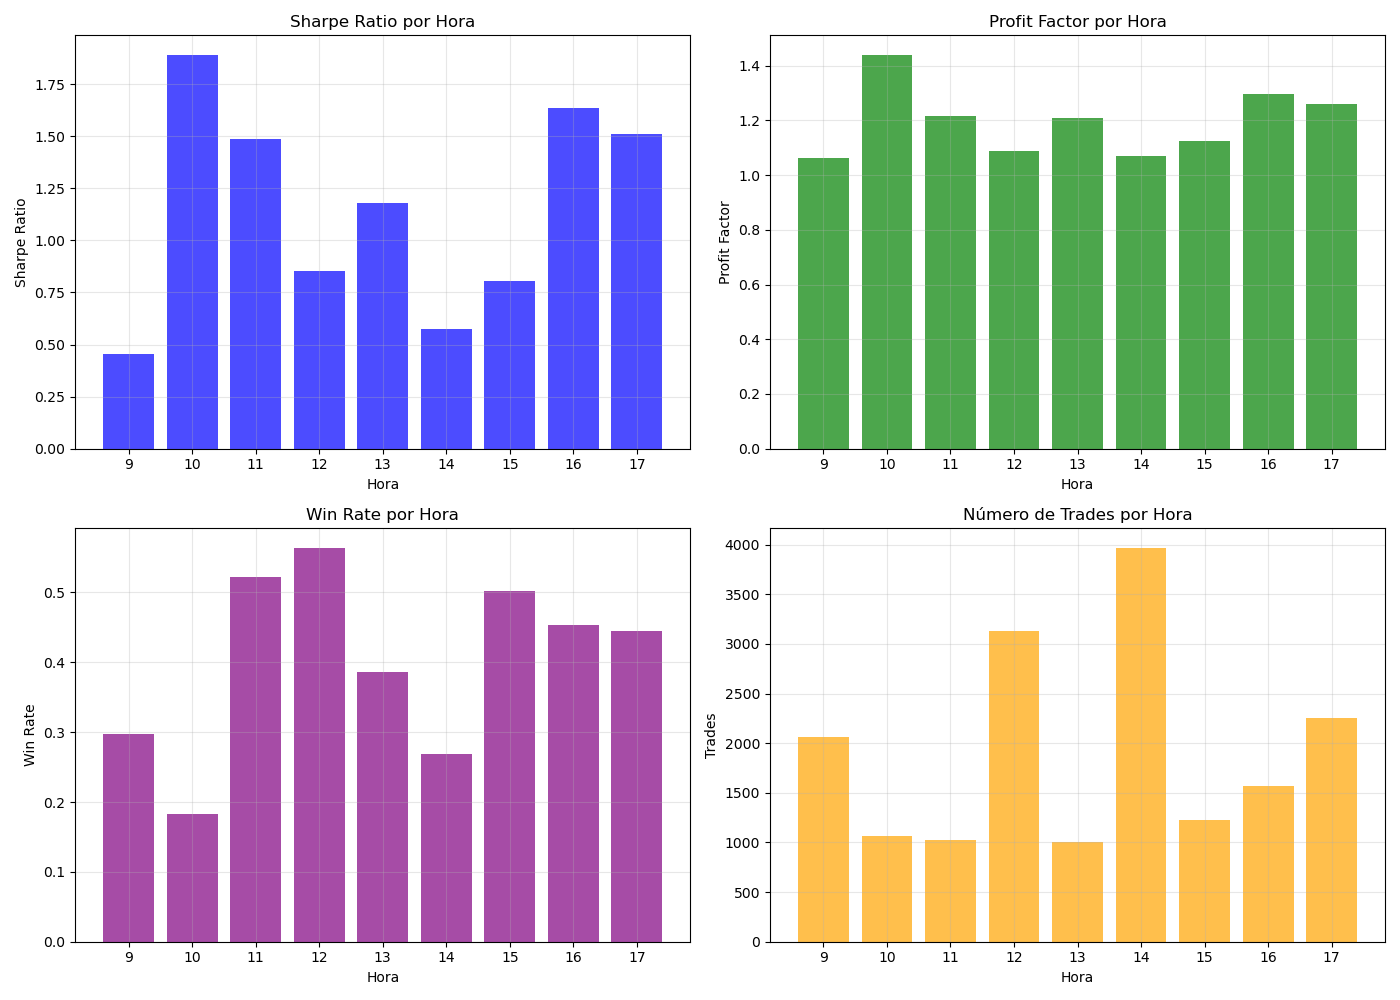 Sharpe Ratio por Hora
Sharpe Ratio
1.75
1.50
1.25
1.00
0.75
0.50
0.25
0.00
9 10 11 12 13 14 15 16 17
Hora
Profit Factor por Hora
Profit Factor
1.4
1.2
1.0
0.8
0.6
0.4
0.2
0.0
9 10 11 12 13 14 15 16 17
Hora
Win Rate por Hora
Win Rate
0.5
0.4
0.3
0.2
0.1
0.0
9 10 11 12 13 14 15 16 17
Hora
Número de Trades por Hora
Trades
4000
3500
3000
2500
2000
1500
1000
500
0
9 10 11 12 13 14 15 16 17
Hora